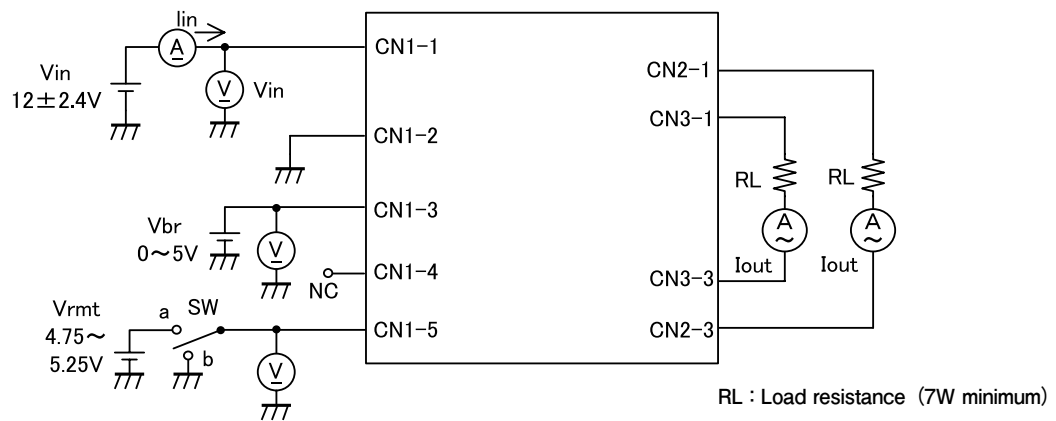 Iin
A
Vin
12±2.4V
V
Vin
CN1-1
CN1-2
Vbr
0～5V
V
CN1-3
NC
CN1-4
Vrmt
4.75～
5.25V
a
SW
b
V
CN1-5
CN2-1
CN3-1
RL
RL
A
～
A
～
Iout
Iout
CN3-3
CN2-3
RL : Load resistance (7W minimum)